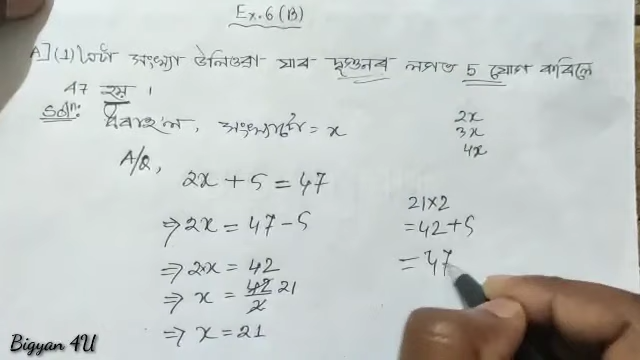 Ex.6(B)
A](1) এটা সংখ্যা উলিওৱা যাৰ দুগুনৰ লগত 5 যোগ কৰিলে
47 হয় ।
Solⁿ: ধৰাহ'ল, সংখ্যাটো = x
2x
3x
4x
A/Q,
2x + 5 = 47
⇒ 2x = 47 - 5
⇒ 2x = 42
⇒ x = 42/2 21
⇒ x = 21
21×2
= 42 + 5
= 47
Bigyan 4U